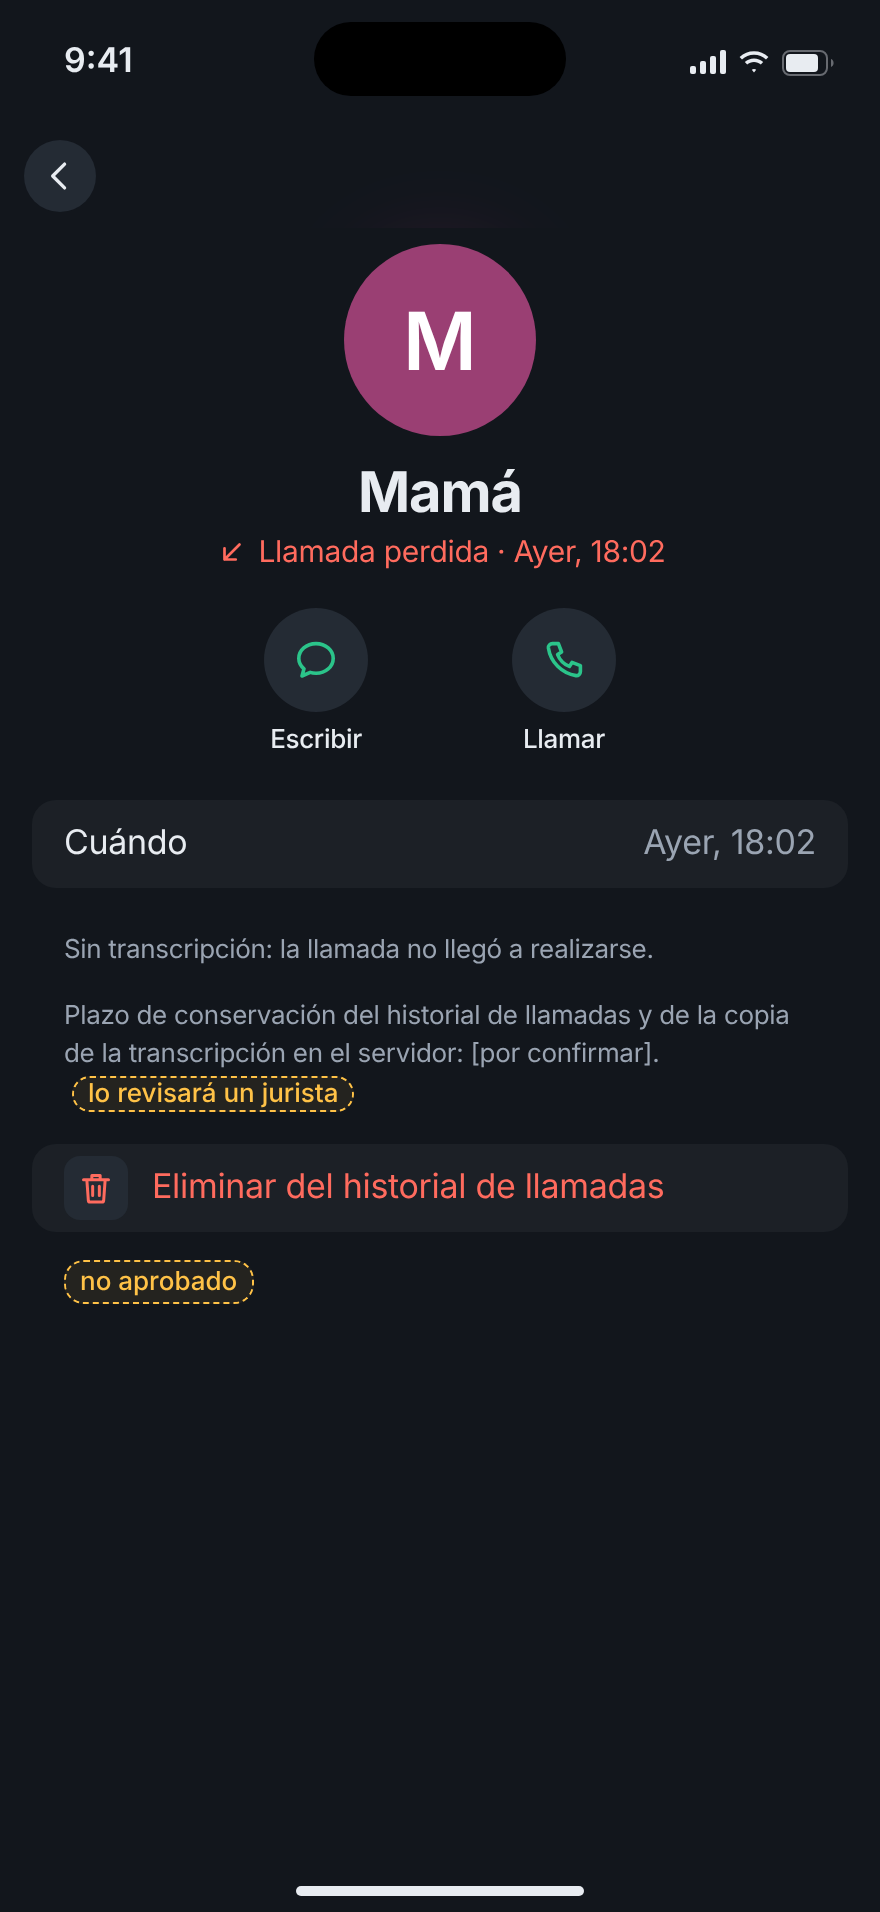 9:41
M
Mamá
Llamada perdida · Ayer, 18:02
Escribir
Llamar
Cuándo
Ayer, 18:02
Sin transcripción: la llamada no llegó a realizarse.
Plazo de conservación del historial de llamadas y de la copia
de la transcripción en el servidor: [por confirmar].
lo revisará un jurista
Eliminar del historial de llamadas
no aprobado